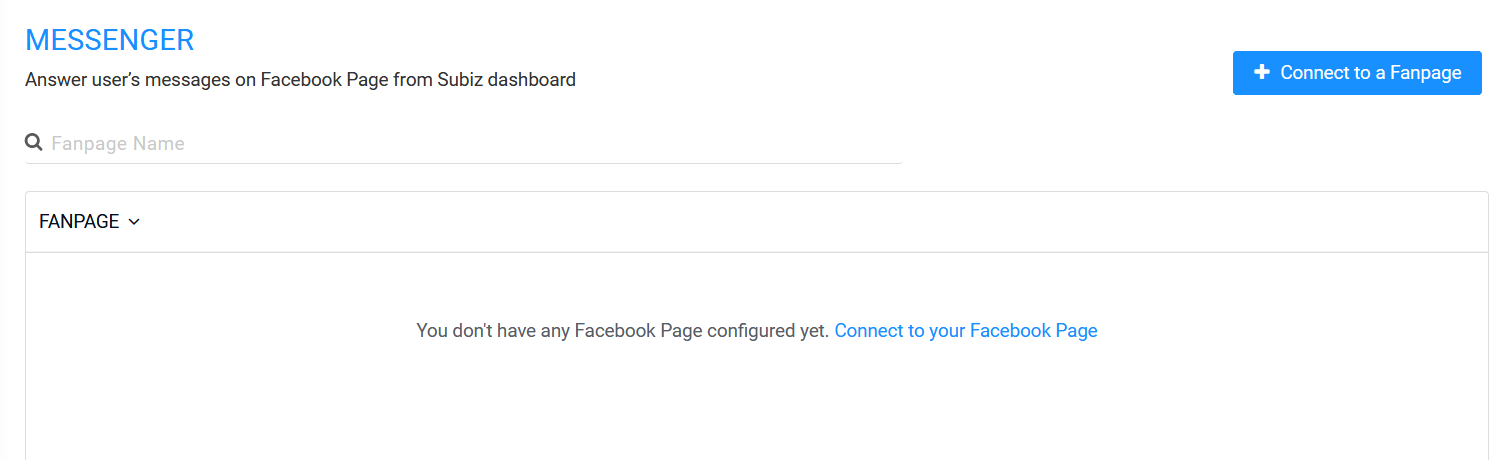 MESSENGER
Answer user’s messages on Facebook Page from Subiz dashboard
Connect to a Fanpage
Fanpage Name
FANPAGE
You don't have any Facebook Page configured yet. Connect to your Facebook Page